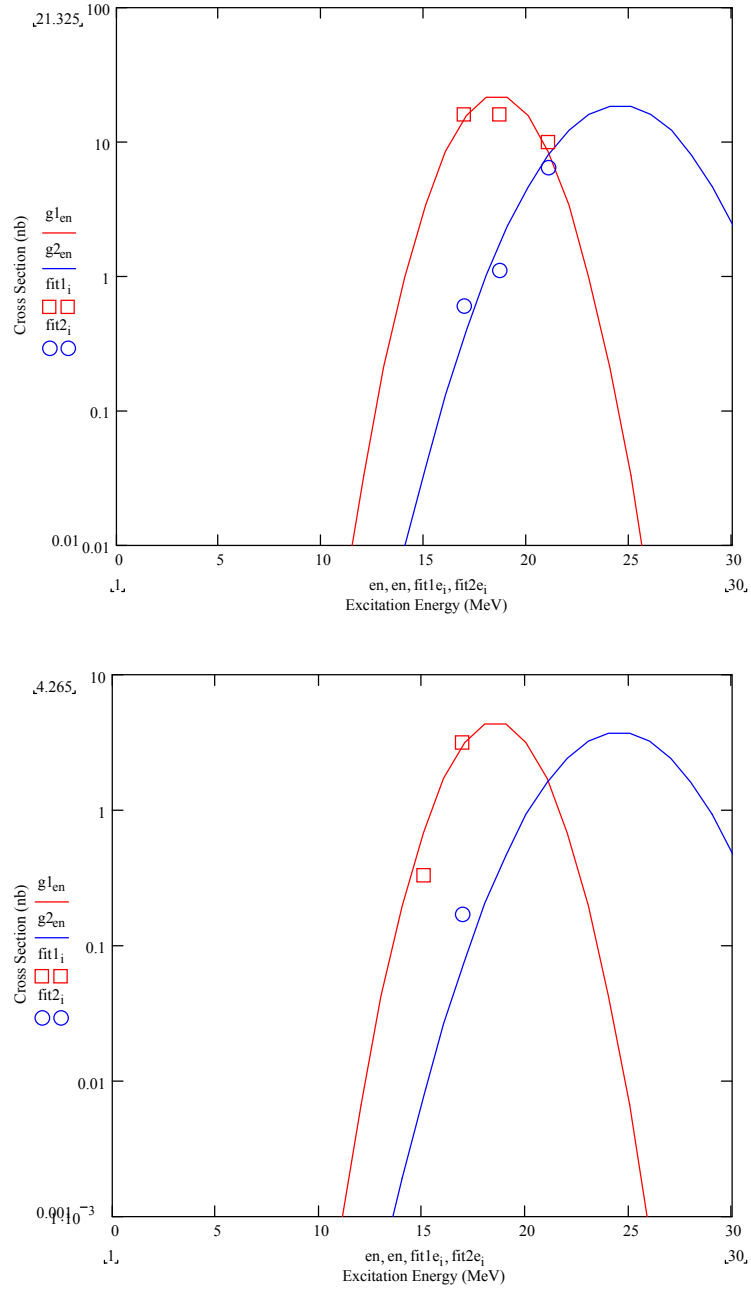 100
21.325
10
g1en
g2en
1
fit1i
fit2i
Cross Section (nb)
0.1
0.01
0.01
0 5 10 15 20 25 30
1 en, en, fit1ei, fit2ei 30
Excitation Energy (MeV)
10
4.265
1
g1en
g2en
0.1
fit1i
fit2i
Cross Section (nb)
0.01
0.001
1·10−3
0 5 10 15 20 25 30
1 en, en, fit1ei, fit2ei 30
Excitation Energy (MeV)